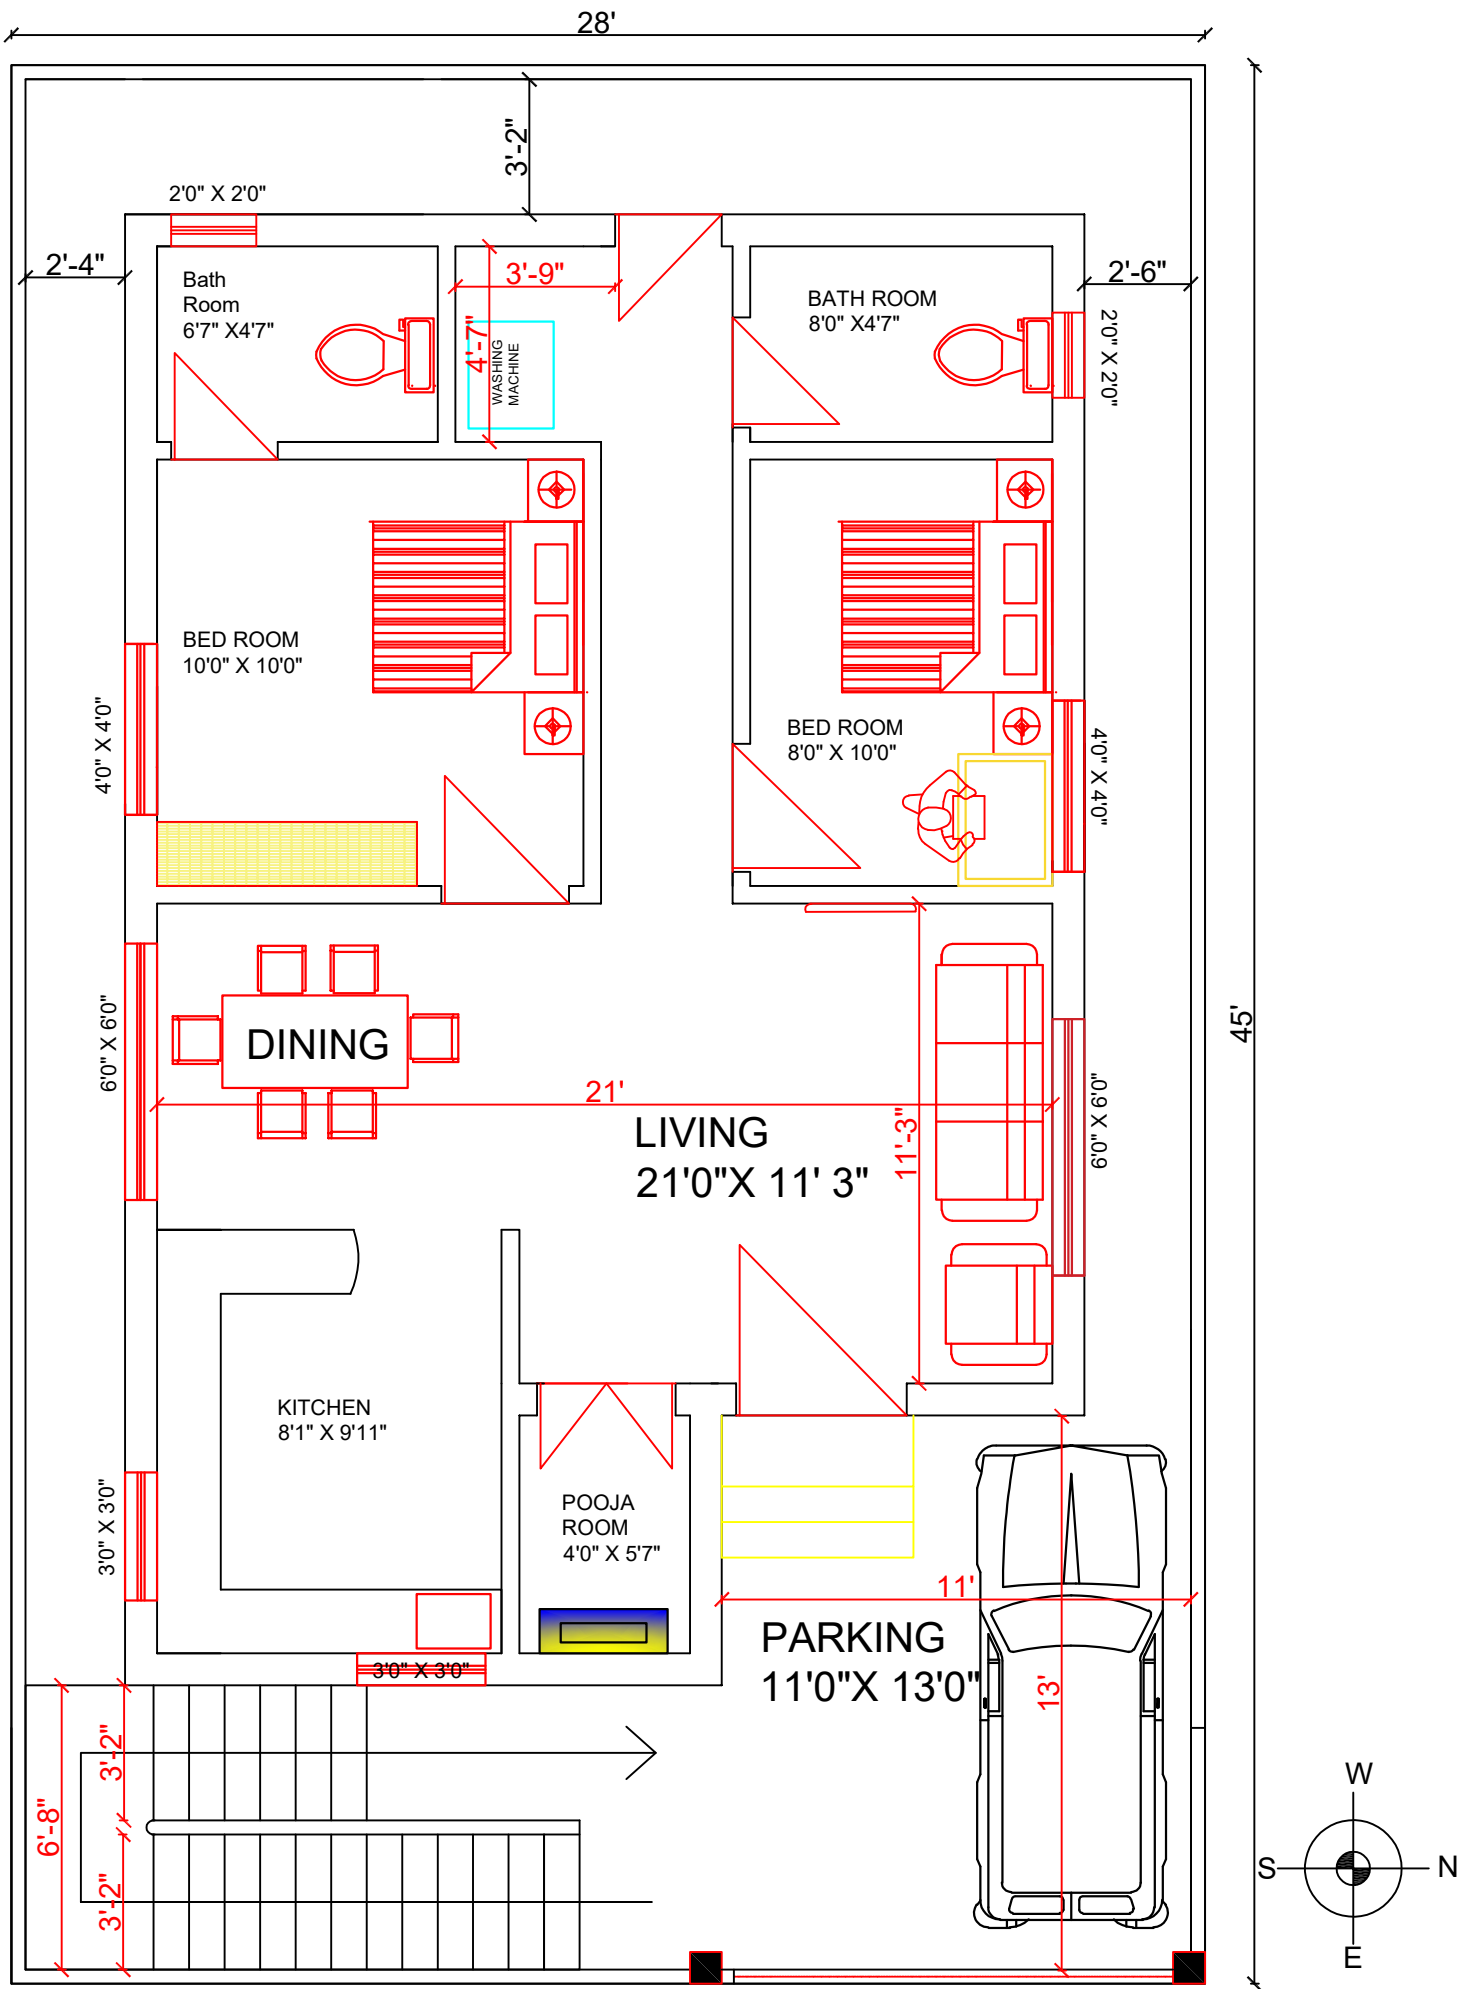 28'
3'-2"
2'0" X 2'0"
2'-4"
3'-9"
2'-6"
Bath
Room
6'7" X4'7"
4'-7"
WASHING
MACHINE
BATH ROOM
8'0" X4'7"
2'0" X 2'0"
BED ROOM
10'0" X 10'0"
4'0" X 4'0"
BED ROOM
8'0" X 10'0"
4'0" X 4'0"
6'0" X 6'0"
DINING
45'
21'
LIVING
21'0"X 11' 3"
11'-3"
6'0" X 6'0"
KITCHEN
8'1" X 9'11"
3'0" X 3'0"
POOJA
ROOM
4'0" X 5'7"
11'
PARKING
11'0"X 13'0"
13'
3'0" X 3'0"
3'-2"
6'-8"
3'-2"
W
S
N
E